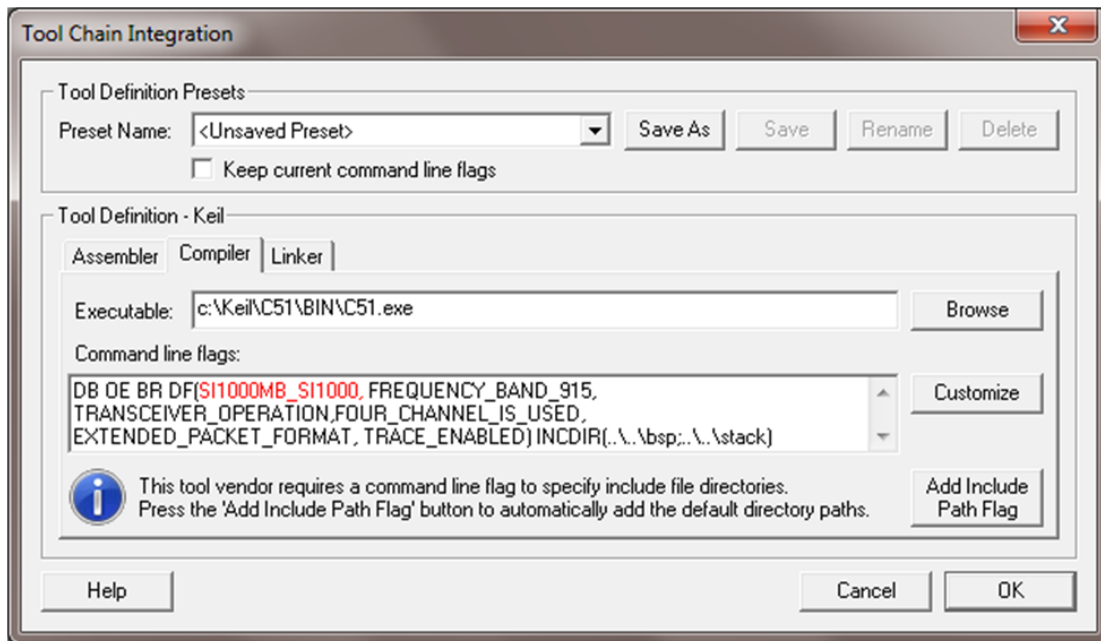 Tool Chain Integration
Tool Definition Presets
Preset Name: <Unsaved Preset> Save As Save Rename Delete
Keep current command line flags
Tool Definition - Keil
Assembler Compiler Linker
Executable: c:\Keil\C51\BIN\C51.exe Browse
Command line flags:
DB OE BR DF(SI1000MB_SI1000, FREQUENCY_BAND_915,
TRANSCEIVER_OPERATION,FOUR_CHANNEL_IS_USED,
EXTENDED_PACKET_FORMAT, TRACE_ENABLED) INCDIR(..\..\bsp;..\..\stack)
Customize
This tool vendor requires a command line flag to specify include file directories.
Press the 'Add Include Path Flag' button to automatically add the default directory paths.
Add Include
Path Flag
Help Cancel OK